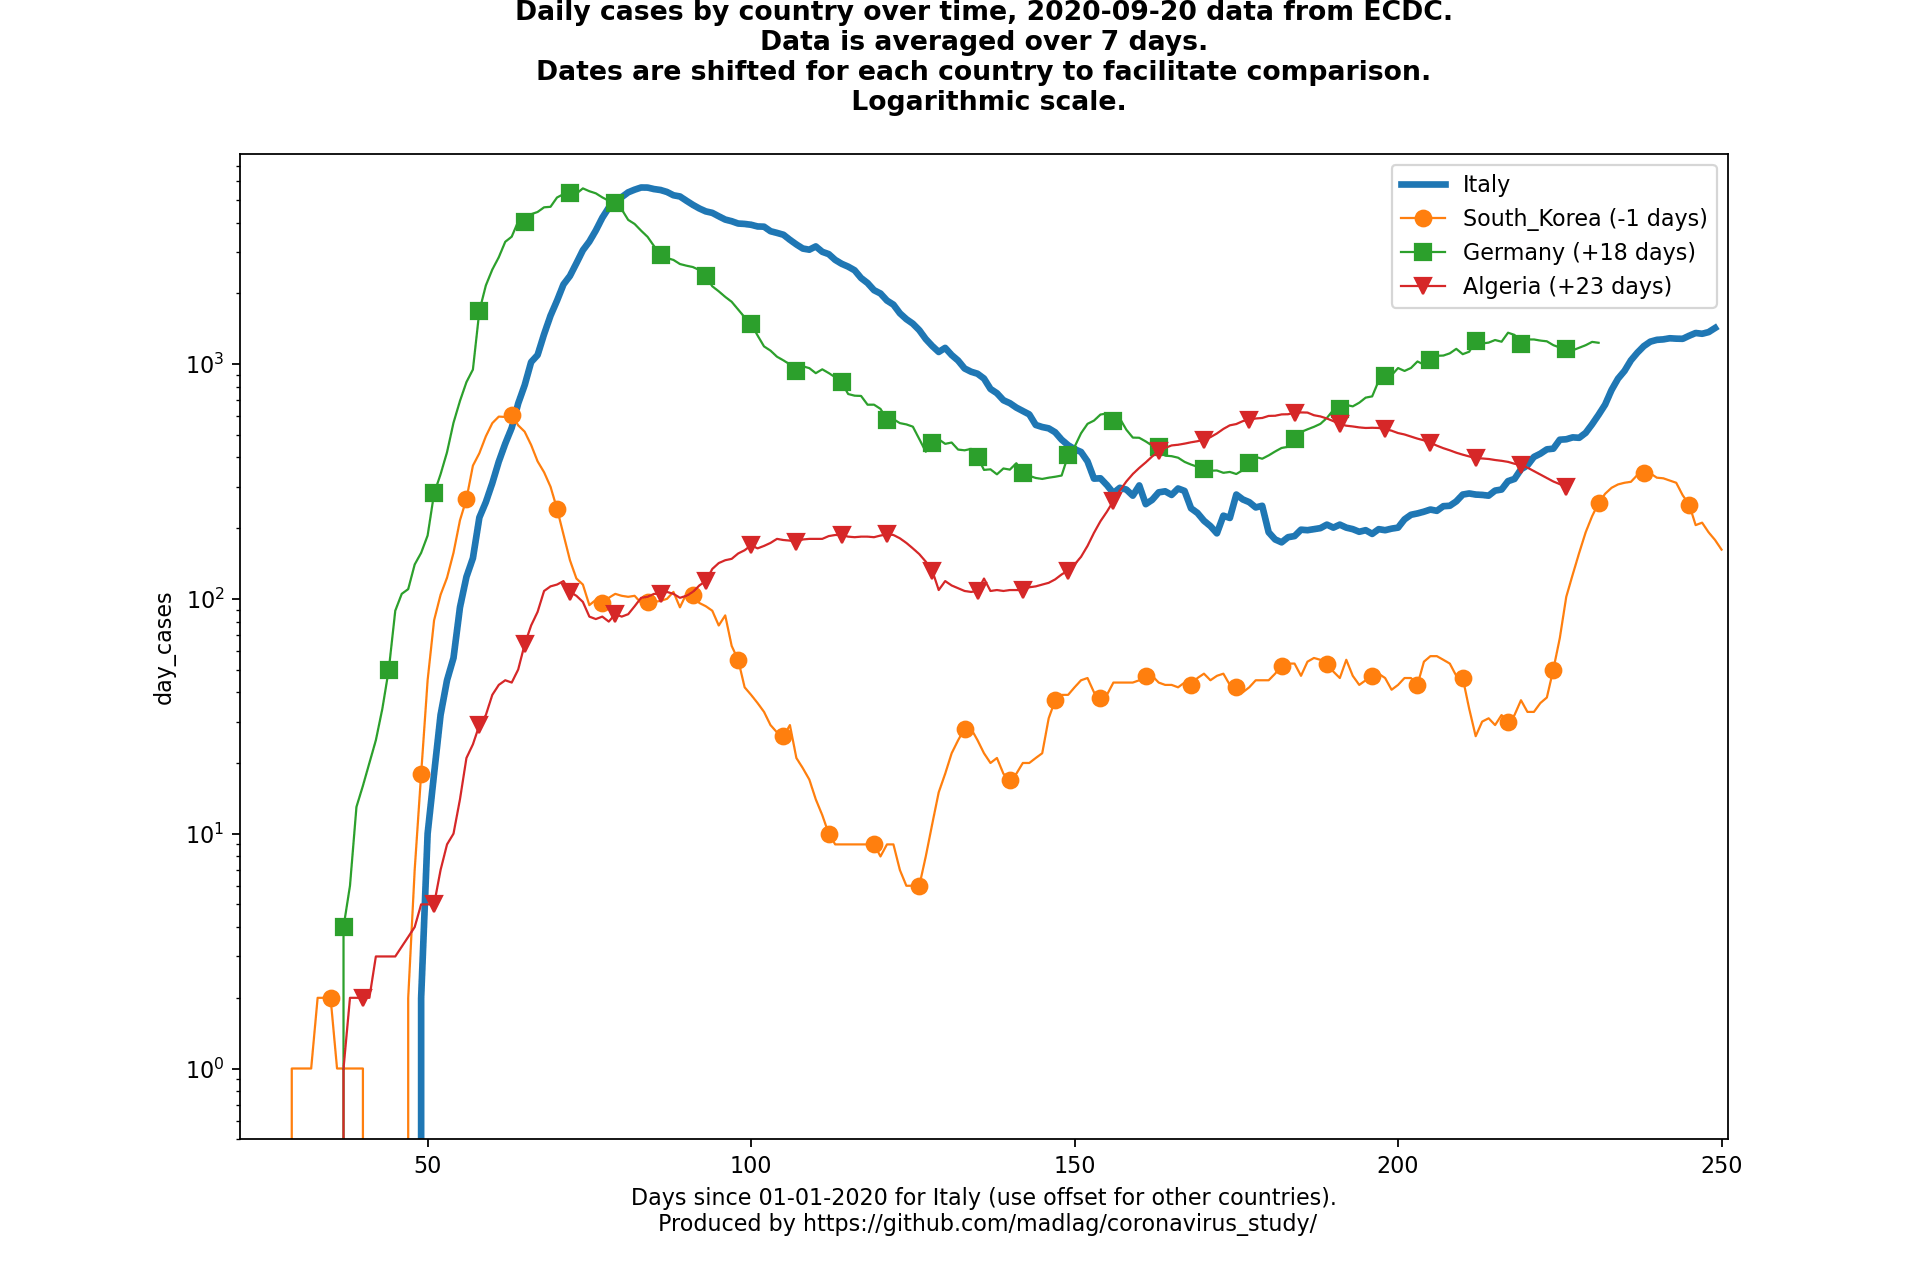 Daily cases by country over time, 2020-09-20 data from ECDC.
Data is averaged over 7 days.
Dates are shifted for each country to facilitate comparison.
Logarithmic scale.
Italy
South_Korea (-1 days)
Germany (+18 days)
Algeria (+23 days)
10³
10²
10¹
10⁰
day_cases
50 100 150 200 250
Days since 01-01-2020 for Italy (use offset for other countries).
Produced by https://github.com/madlag/coronavirus_study/